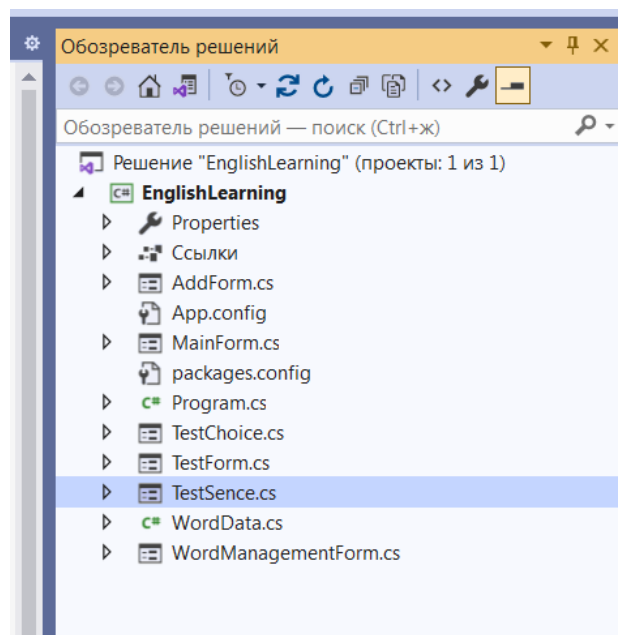 Обозреватель решений
Обозреватель решений — поиск (Ctrl+ж)
Решение "EnglishLearning" (проекты: 1 из 1)
C# EnglishLearning
Properties
Ссылки
AddForm.cs
App.config
MainForm.cs
packages.config
C# Program.cs
TestChoice.cs
TestForm.cs
TestSence.cs
C# WordData.cs
WordManagementForm.cs